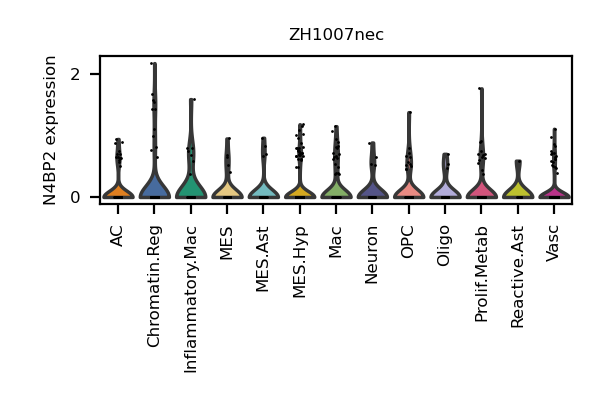 ZH1007nec
N4BP2 expression
2
0
AC
Chromatin.Reg
Inflammatory.Mac
MES
MES.Ast
MES.Hyp
Mac
Neuron
OPC
Oligo
Prolif.Metab
Reactive.Ast
Vasc